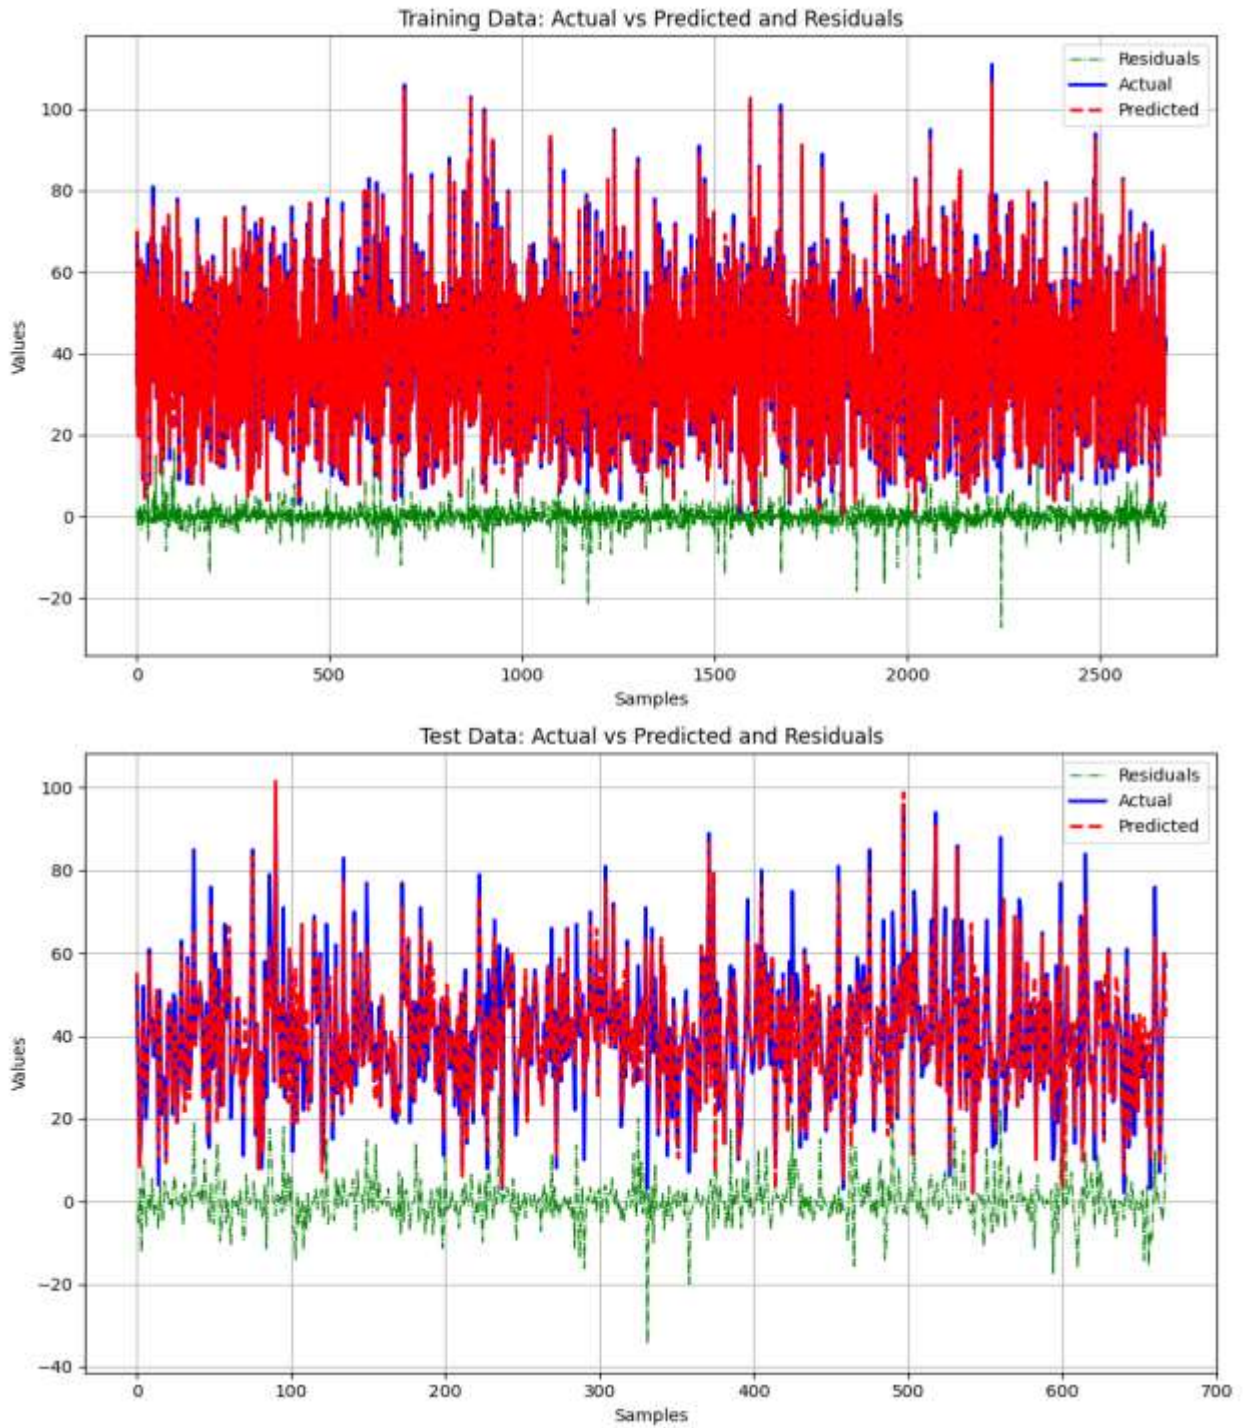 Training Data: Actual vs Predicted and Residuals
Residuals
Actual
Predicted
100
80
60
40
20
0
−20
Values
0 500 1000 1500 2000 2500
Samples
Test Data: Actual vs Predicted and Residuals
Residuals
Actual
Predicted
100
80
60
40
20
0
−20
−40
Values
0 100 200 300 400 500 600 700
Samples